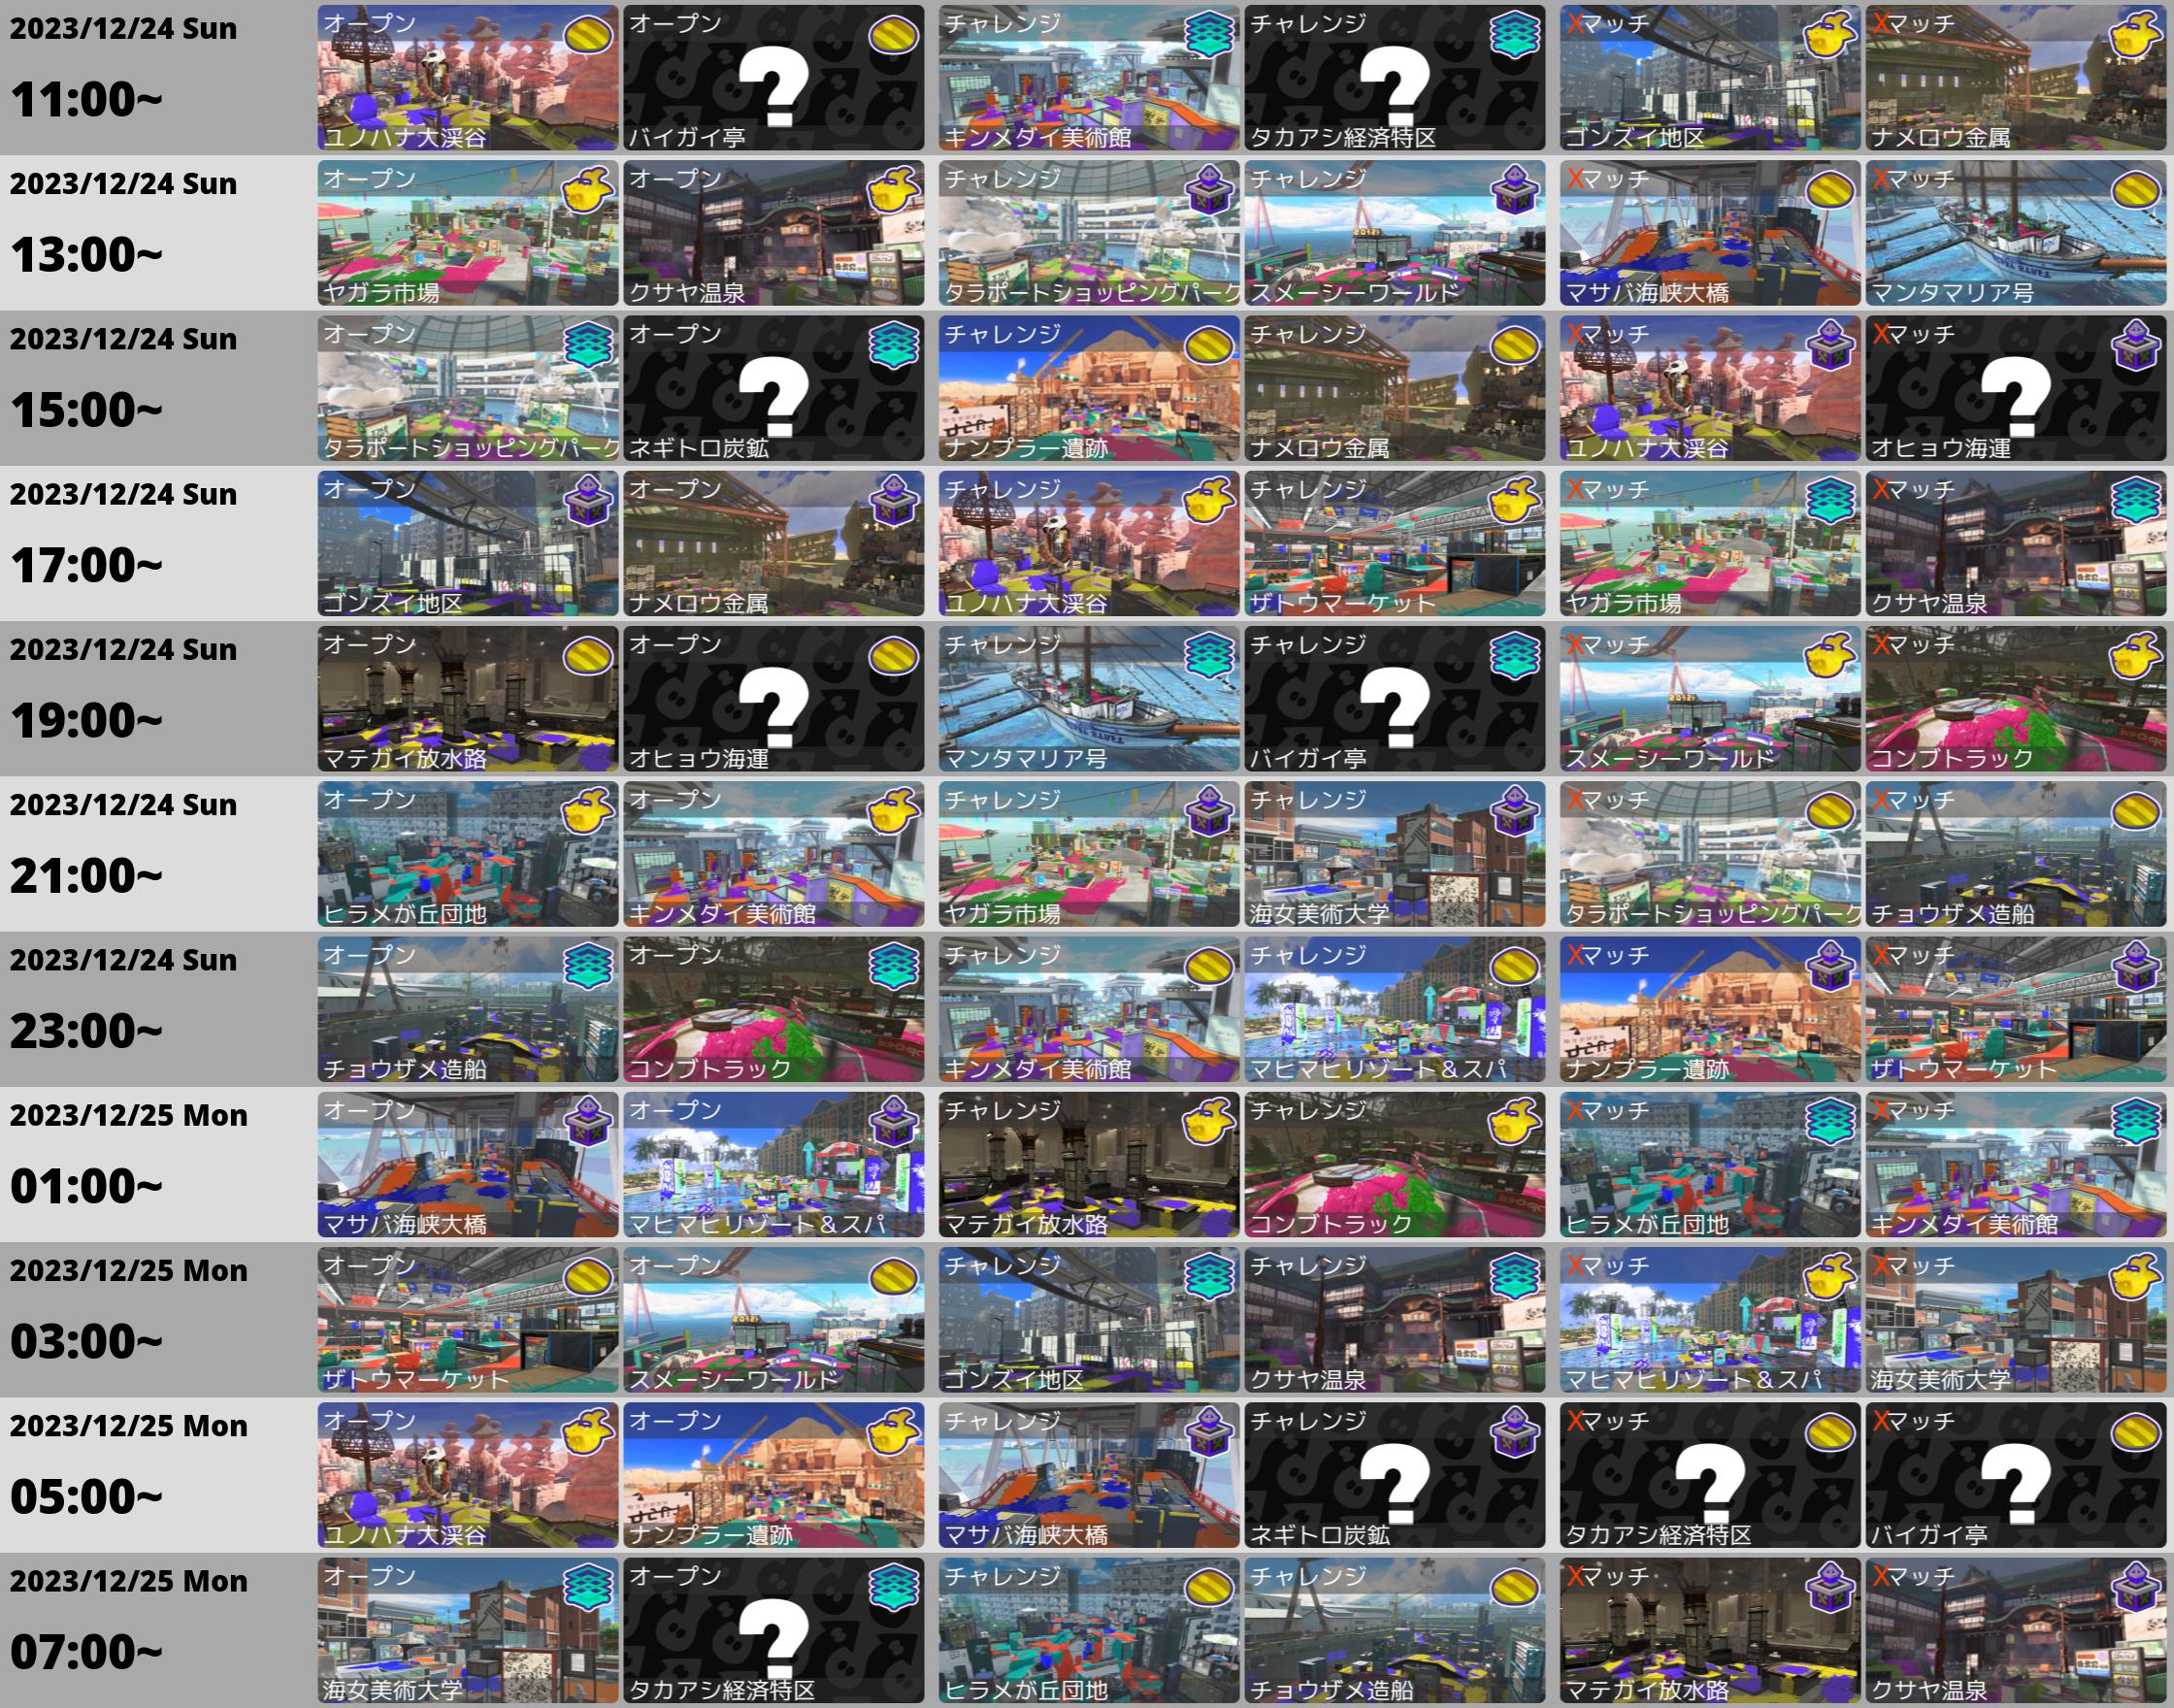 2023/12/24 Sun
11:00~
オープン
ユノハナ大渓谷
オープン
バイガイ亭
チャレンジ
キンメダイ美術館
チャレンジ
タカアシ経済特区
Xマッチ
ゴンズイ地区
Xマッチ
ナメロウ金属
2023/12/24 Sun
13:00~
オープン
ヤガラ市場
オープン
クサヤ温泉
チャレンジ
タラポートショッピングパーク
チャレンジ
スメーシーワールド
Xマッチ
マサバ海峡大橋
Xマッチ
マンタマリア号
2023/12/24 Sun
15:00~
オープン
タラポートショッピングパーク
オープン
ネギトロ炭鉱
チャレンジ
ナンプラー遺跡
チャレンジ
ナメロウ金属
Xマッチ
ユノハナ大渓谷
Xマッチ
オヒョウ海運
2023/12/24 Sun
17:00~
オープン
ゴンズイ地区
オープン
ナメロウ金属
チャレンジ
ユノハナ大渓谷
チャレンジ
ザトウマーケット
Xマッチ
ヤガラ市場
Xマッチ
クサヤ温泉
2023/12/24 Sun
19:00~
オープン
マテガイ放水路
オープン
オヒョウ海運
チャレンジ
マンタマリア号
チャレンジ
バイガイ亭
Xマッチ
スメーシーワールド
Xマッチ
コンブトラック
2023/12/24 Sun
21:00~
オープン
ヒラメが丘団地
オープン
キンメダイ美術館
チャレンジ
ヤガラ市場
チャレンジ
海女美術大学
Xマッチ
タラポートショッピングパーク
Xマッチ
チョウザメ造船
2023/12/24 Sun
23:00~
オープン
チョウザメ造船
オープン
コンブトラック
チャレンジ
キンメダイ美術館
チャレンジ
マヒマヒリゾート＆スパ
Xマッチ
ナンプラー遺跡
Xマッチ
ザトウマーケット
2023/12/25 Mon
01:00~
オープン
マサバ海峡大橋
オープン
マヒマヒリゾート＆スパ
チャレンジ
マテガイ放水路
チャレンジ
コンブトラック
Xマッチ
ヒラメが丘団地
Xマッチ
キンメダイ美術館
2023/12/25 Mon
03:00~
オープン
ザトウマーケット
オープン
スメーシーワールド
チャレンジ
ゴンズイ地区
チャレンジ
クサヤ温泉
Xマッチ
マヒマヒリゾート＆スパ
Xマッチ
海女美術大学
2023/12/25 Mon
05:00~
オープン
ユノハナ大渓谷
オープン
ナンプラー遺跡
チャレンジ
マサバ海峡大橋
チャレンジ
ネギトロ炭鉱
Xマッチ
タカアシ経済特区
Xマッチ
バイガイ亭
2023/12/25 Mon
07:00~
オープン
海女美術大学
オープン
タカアシ経済特区
チャレンジ
ヒラメが丘団地
チャレンジ
チョウザメ造船
Xマッチ
マテガイ放水路
Xマッチ
クサヤ温泉